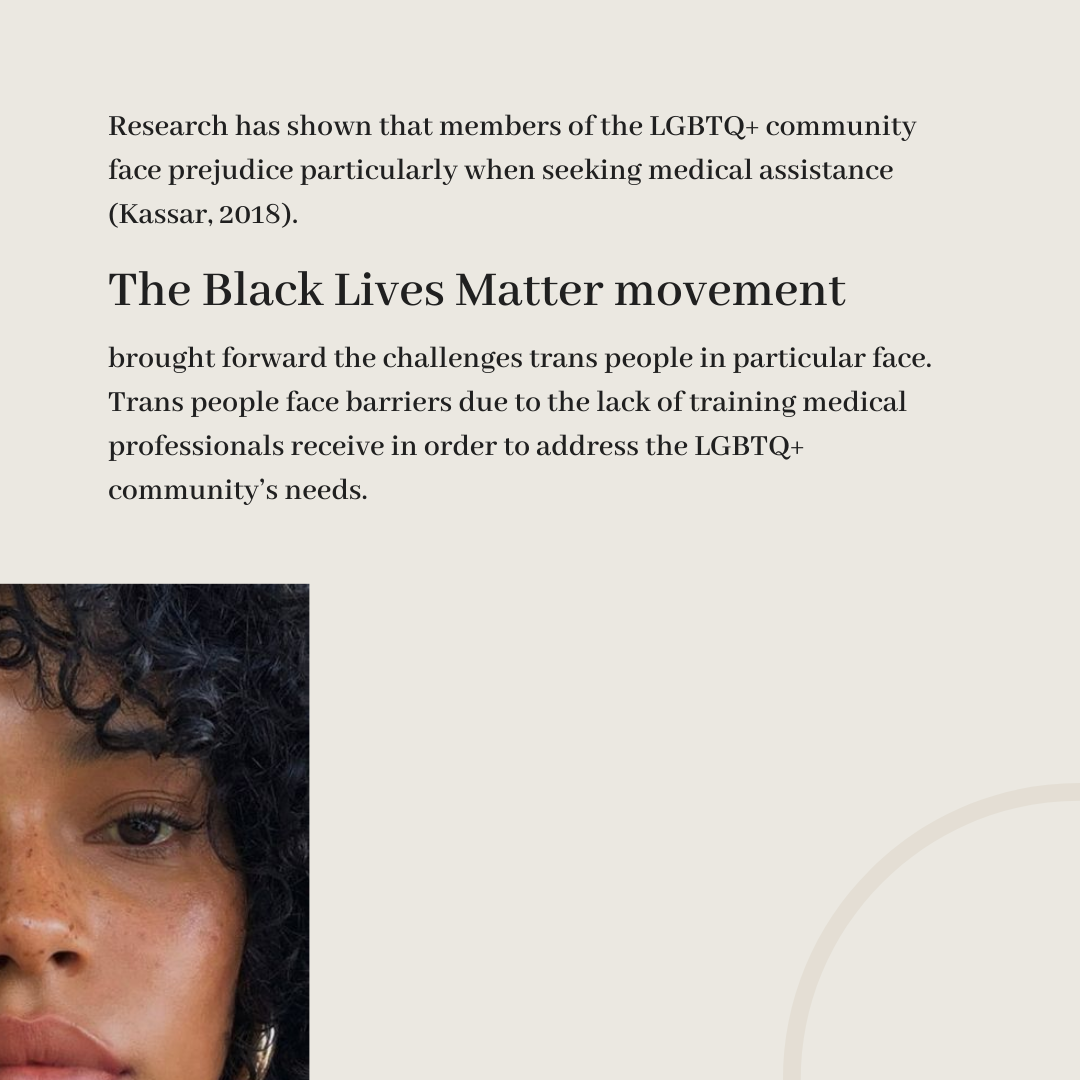 Research has shown that members of the LGBTQ+ community
face prejudice particularly when seeking medical assistance
(Kassar, 2018).
The Black Lives Matter movement
brought forward the challenges trans people in particular face.
Trans people face barriers due to the lack of training medical
professionals receive in order to address the LGBTQ+
community’s needs.